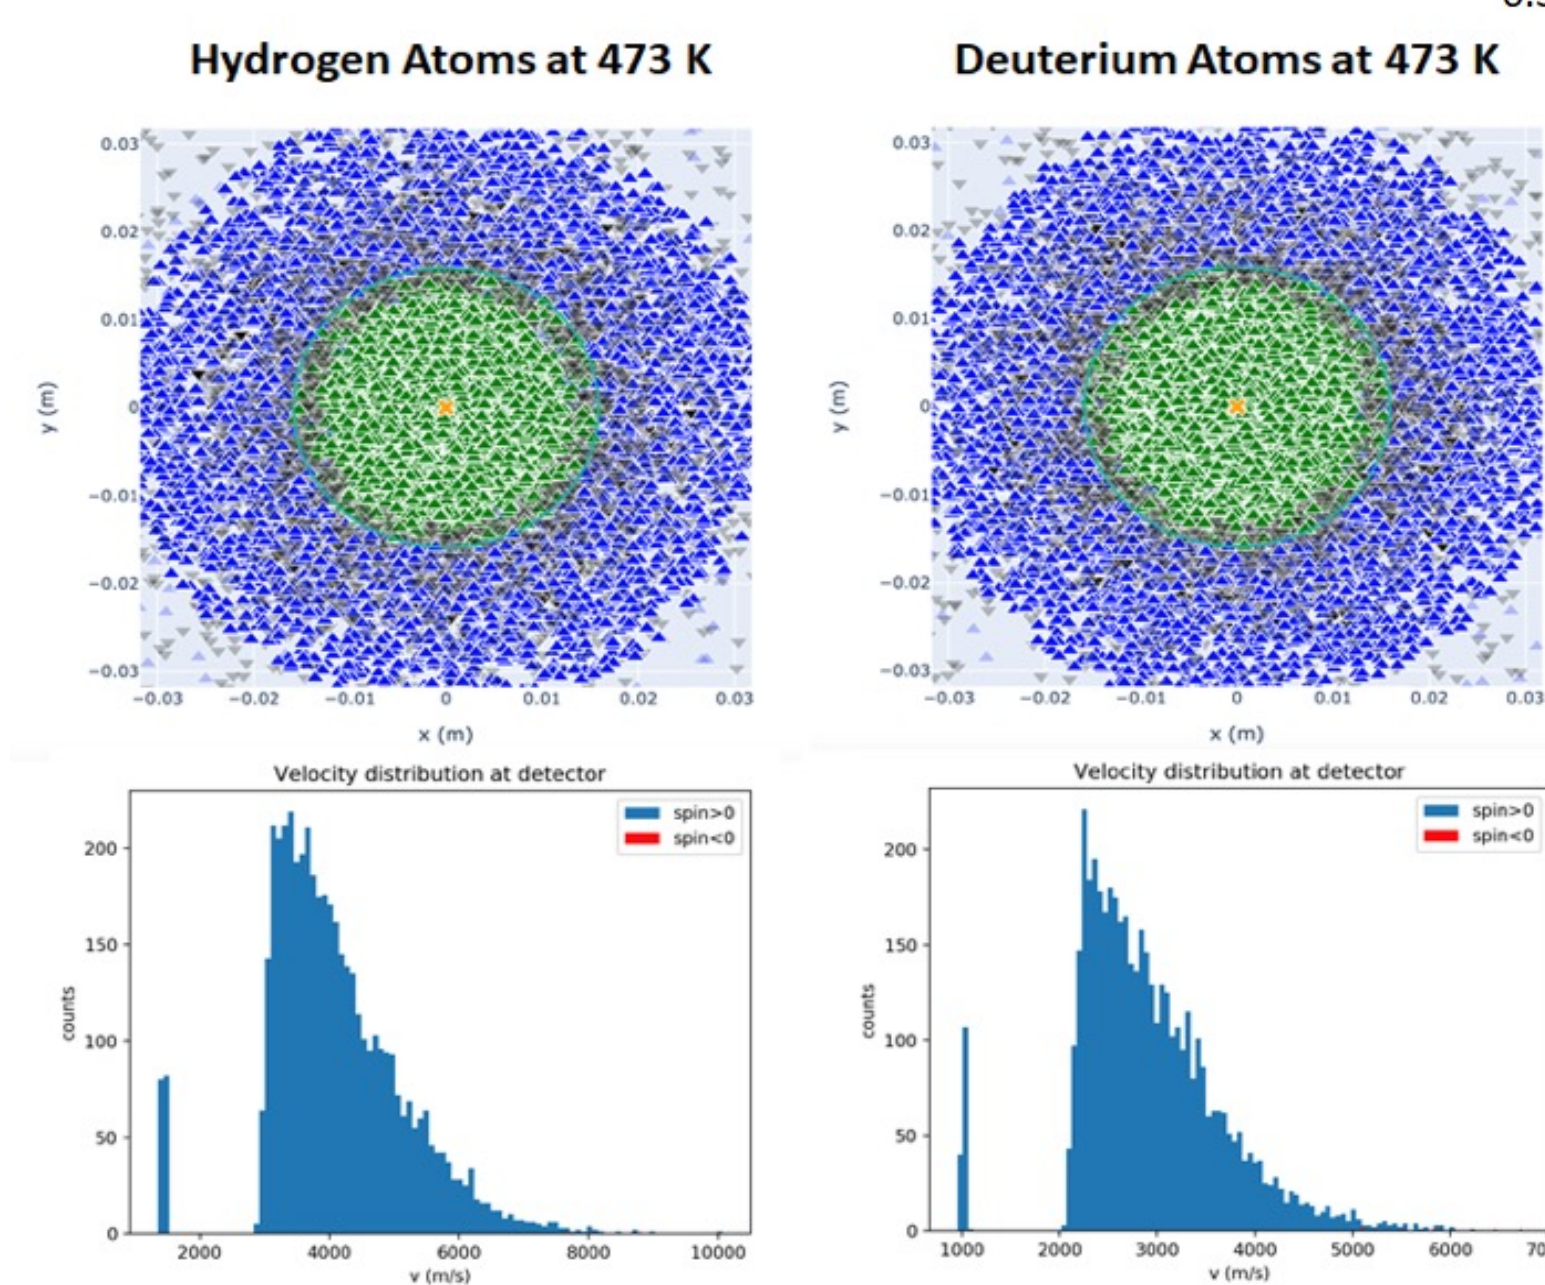 Hydrogen Atoms at 473 K
Deuterium Atoms at 473 K
0.03
0.02
0.01
0
−0.01
−0.02
−0.03
y (m)
−0.03 −0.02 −0.01 0 0.01 0.02 0.03
x (m)
0.03
0.02
0.01
0
−0.01
−0.02
−0.03
y (m)
−0.03 −0.02 −0.01 0 0.01 0.02 0.03
x (m)
Velocity distribution at detector
spin>0
spin<0
200
150
100
50
0
counts
2000 4000 6000 8000 10000
v (m/s)
Velocity distribution at detector
spin>0
spin<0
200
150
100
50
0
counts
1000 2000 3000 4000 5000 6000
v (m/s)